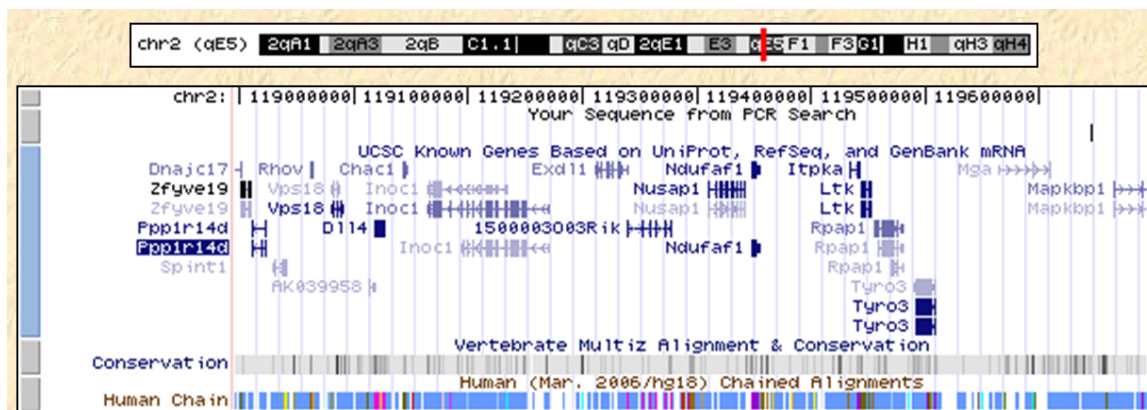 chr2 (qE5) 2qA1 2qA3 2qB C1.1 qC3 qD 2qE1 E3 qE5 F1 F3 G1 H1 qH3 qH4
chr2: 119000000 119100000 119200000 119300000 119400000 119500000 119600000
Your Sequence from PCR Search
UCSC Known Genes Based on UniProt, RefSeq, and GenBank mRNA
Dnajc17 Rhov Chac1 Exdl1 Ndufaf1 Itpka Mga
Zfyve19 Vps18 Inoc1 Nusap1 Ltk Mapkbp1
Zfyve19 Vps18 Inoc1 Nusap1 Ltk Mapkbp1
Ppp1r14d Dll4 1500003O03Rik Rpap1
Ppp1r14d Inoc1 Ndufaf1 Rpap1
Spint1 Rpap1
AK039958 Tyro3
Tyro3
Tyro3
Vertebrate Multiz Alignment & Conservation
Conservation
Human (Mar. 2006/hg18) Chained Alignments
Human Chain